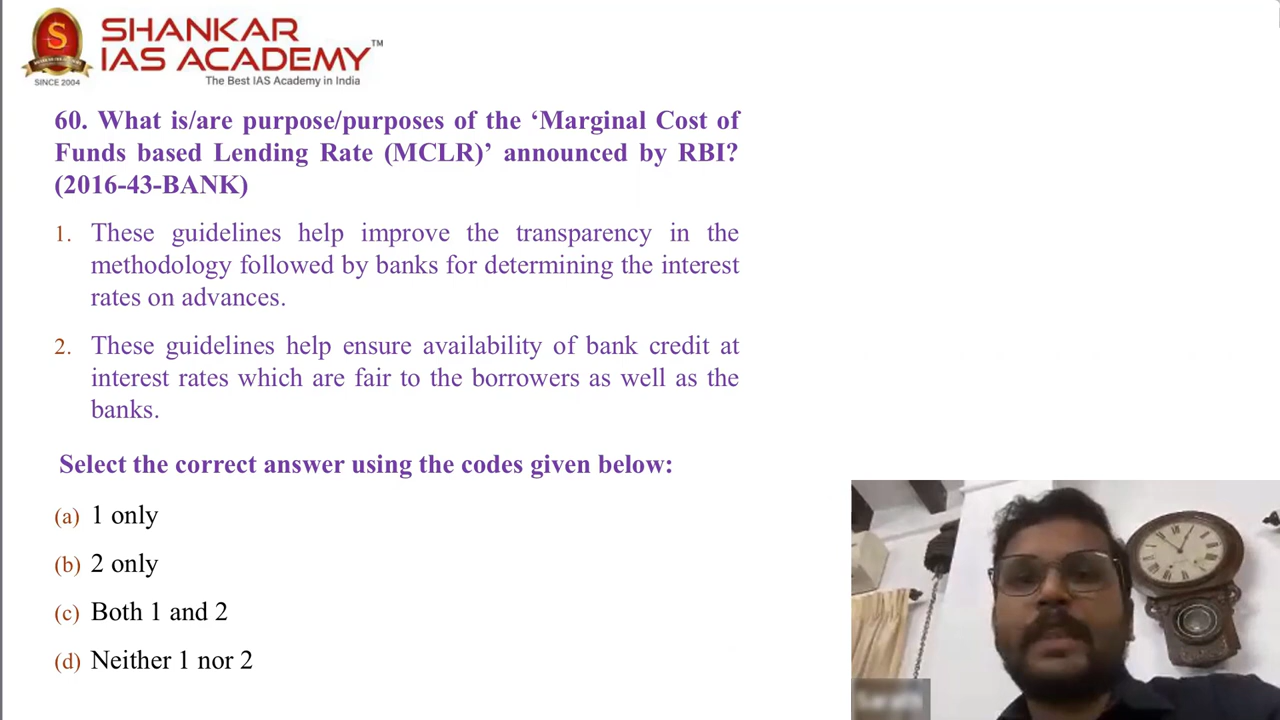 SHANKAR
IAS ACADEMY™
The Best IAS Academy in India
SINCE 2004
60. What is/are purpose/purposes of the ‘Marginal Cost of
Funds based Lending Rate (MCLR)’ announced by RBI?
(2016-43-BANK)
1. These guidelines help improve the transparency in the
methodology followed by banks for determining the interest
rates on advances.
2. These guidelines help ensure availability of bank credit at
interest rates which are fair to the borrowers as well as the
banks.
Select the correct answer using the codes given below:
(a) 1 only
(b) 2 only
(c) Both 1 and 2
(d) Neither 1 nor 2